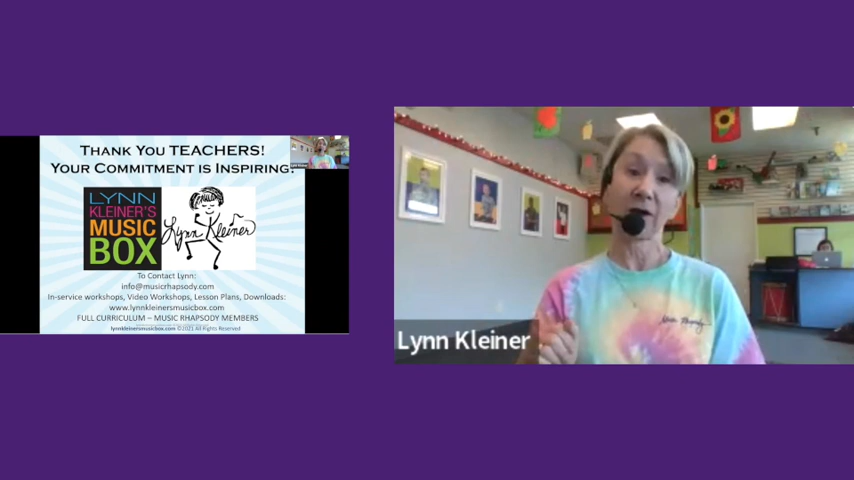 THANK YOU TEACHERS!
YOUR COMMITMENT IS INSPIRING.
LYNN
KLEINER'S
MUSIC
BOX
Lynn Kleiner
To Contact Lynn:
info@musicrhapsody.com
In-service workshops, Video Workshops, Lesson Plans, Downloads:
www.lynnkleinersmusicbox.com
FULL CURRICULUM – MUSIC RHAPSODY MEMBERS
lynnkleinersmusicbox.com ©2021 All Rights Reserved
Lynn Kleiner